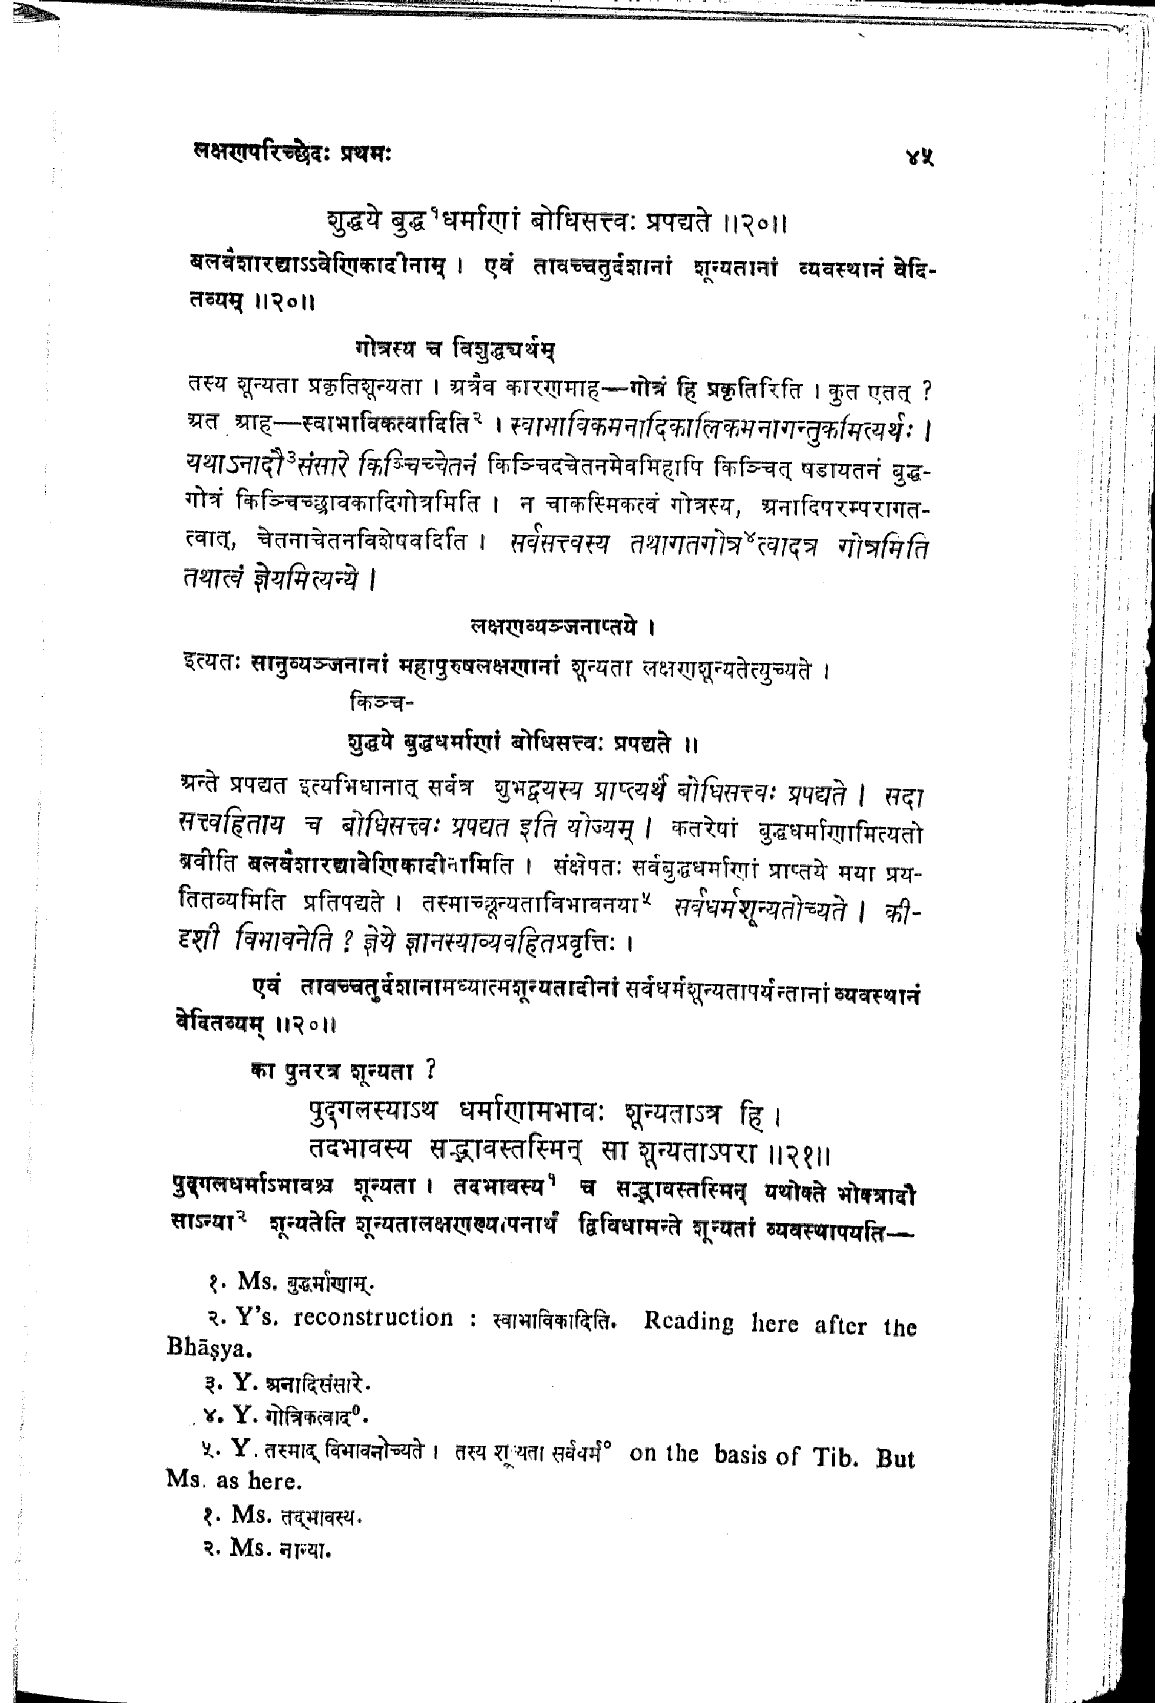 लक्षणपरिच्छेदः प्रथमः ४५
शुद्धये बुद्ध१धर्माणां बोधिसत्त्वः प्रपद्यते ॥२०॥
बलवैशारद्याऽऽवेणिकादीनाम् । एवं तावच्चतुर्दशानां शून्यतानां व्यवस्थानं वेदि-
तव्यम् ॥२०॥
गोत्रस्य च विशुद्धचर्थम्
तस्य शून्यता प्रकृतिशून्यता । अत्रैव कारणमाह—गोत्रं हि प्रकृतिरिति । कुत एतत् ?
अत आह—स्वाभाविकत्वादिति२ । स्वाभाविकमनादिकालिकमनागन्तुकमित्यर्थः ।
यथाऽनादौ३संसारे किञ्चिच्चेतनं किञ्चिदचेतनमेवमिहापि किञ्चित् षडायतनं बुद्ध-
गोत्रं किञ्चिच्छ्रावकादिगोत्रमिति । न चाकस्मिकत्वं गोत्रस्य, अनादिपरम्परागत-
त्वात्, चेतनाचेतनविशेषवदिति । सर्वसत्त्वस्य तथागतगोत्र४त्वादत्र गोत्रमिति
तथात्वं ज्ञेयमित्यन्ये ।
लक्षणव्यञ्जनाप्तये ।
इत्यतः सानुव्यञ्जनानां महापुरुषलक्षणानां शून्यता लक्षणशून्यतेत्युच्यते ।
किञ्च-
शुद्धये बुद्धधर्माणां बोधिसत्त्वः प्रपद्यते ॥
अन्ते प्रपद्यत इत्यभिधानात् सर्वत्र शुभद्वयस्य प्राप्त्यर्थं बोधिसत्त्वः प्रपद्यते । सदा
सत्त्वहिताय च बोधिसत्त्वः प्रपद्यत इति योज्यम् । कतरेषां बुद्धधर्माणामित्यतो
ब्रवीति बलवैशारद्यावेणिकादीनामिति । संक्षेपतः सर्वबुद्धधर्माणां प्राप्तये मया प्रय-
तितव्यमिति प्रतिपद्यते । तस्माच्छून्यताविभावनया५ सर्वधर्मशून्यतोच्यते । की-
दृशी विभावनेति ? ज्ञेये ज्ञानस्याव्यवहितप्रवृत्तिः ।
एवं तावच्चतुर्दशानामध्यात्मशून्यतादीनां सर्वधर्मशून्यतापर्यन्तानां व्यवस्थानं
वेदितव्यम् ॥२०॥
का पुनरत्र शून्यता ?
पुद्गलस्याऽथ धर्माणामभावः शून्यताऽत्र हि ।
तदभावस्य सद्भावस्तस्मिन् सा शून्यताऽपरा ॥२१॥
पुद्गलधर्माऽभावश्च शून्यता । तदभावस्य१ च सद्भावस्तस्मिन् यथोक्ते भोक्त्रादौ
साऽन्या२ शून्यतेति शून्यतालक्षणख्यापनार्थं द्विविधामन्ते शून्यतां व्यवस्थापयति—
१. Ms. बुद्धर्माणाम्.
२. Y's. reconstruction : स्वाभाविकादिति. Reading here after the
Bhāṣya.
३. Y. अनादिसंसारे.
४. Y. गोत्रिकत्वाद०.
५. Y. तस्माद् विभावनोच्यते । तस्य शून्यता सर्वधर्म० on the basis of Tib. But
Ms. as here.
१. Ms. तद्भावस्य.
२. Ms. नान्या.